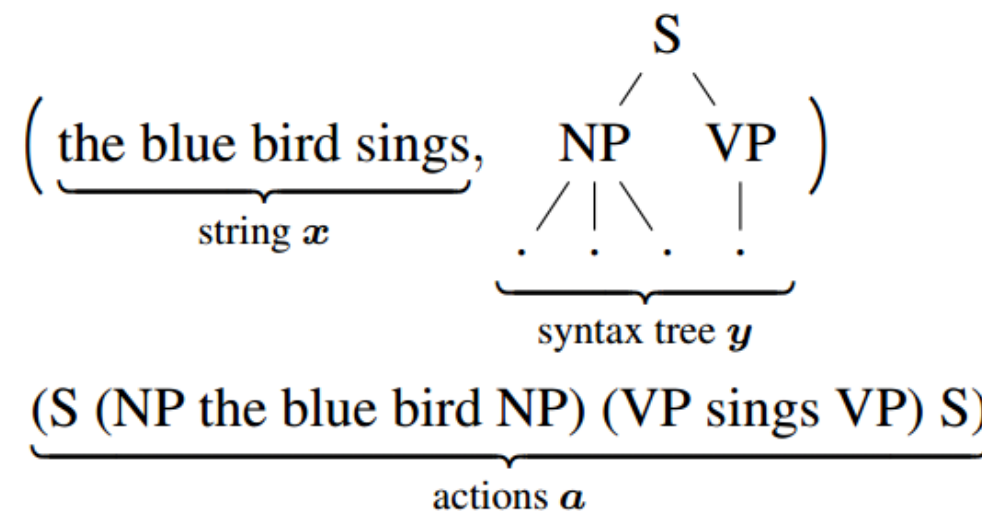 S
( the blue bird sings, NP VP )
string x
. . . .
syntax tree y
(S (NP the blue bird NP) (VP sings VP) S)
actions a